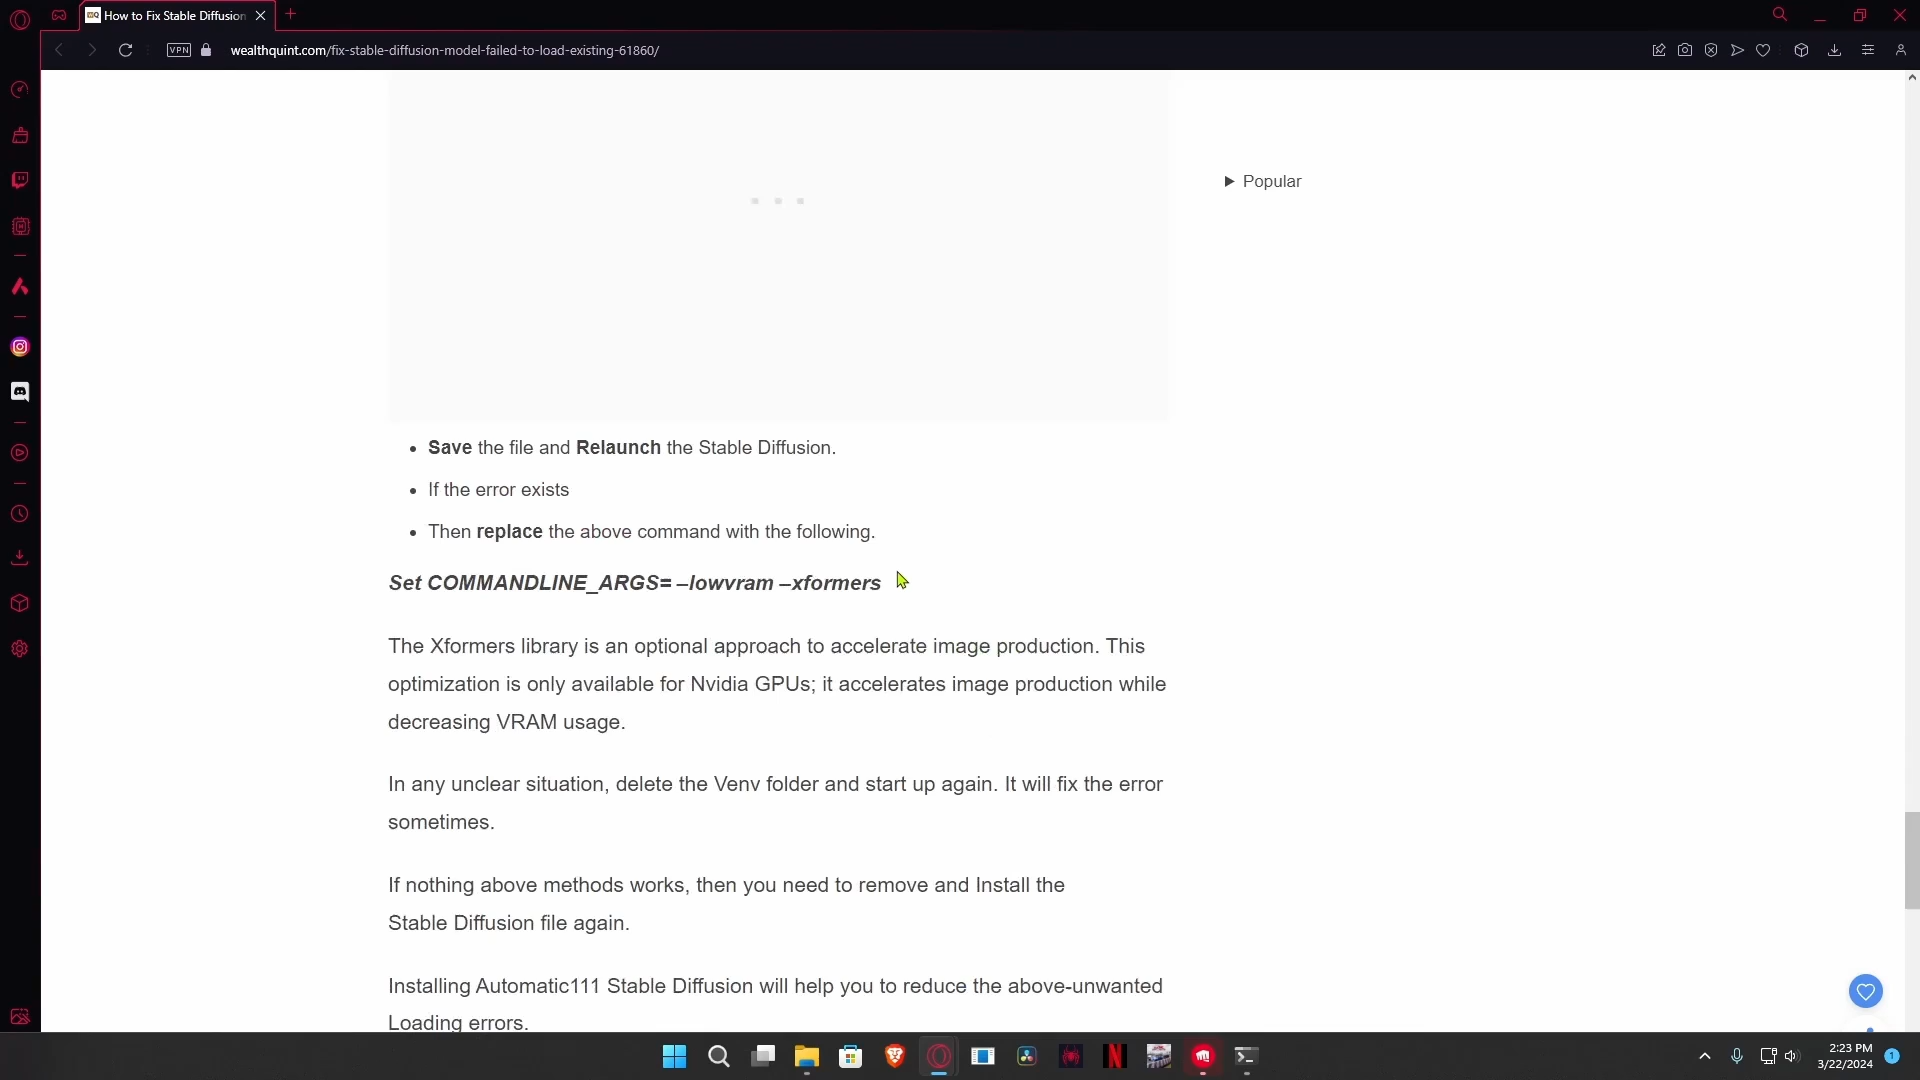 How to Fix Stable Diffusion
VPN
wealthquint.com/fix-stable-diffusion-model-failed-to-load-existing-61860/
▶ Popular
• Save the file and Relaunch the Stable Diffusion.
• If the error exists
• Then replace the above command with the following.
Set COMMANDLINE_ARGS= –lowvram –xformers
The Xformers library is an optional approach to accelerate image production. This
optimization is only available for Nvidia GPUs; it accelerates image production while
decreasing VRAM usage.
In any unclear situation, delete the Venv folder and start up again. It will fix the error
sometimes.
If nothing above methods works, then you need to remove and Install the
Stable Diffusion file again.
Installing Automatic111 Stable Diffusion will help you to reduce the above-unwanted
Loading errors.
2:23 PM
3/22/2024
1